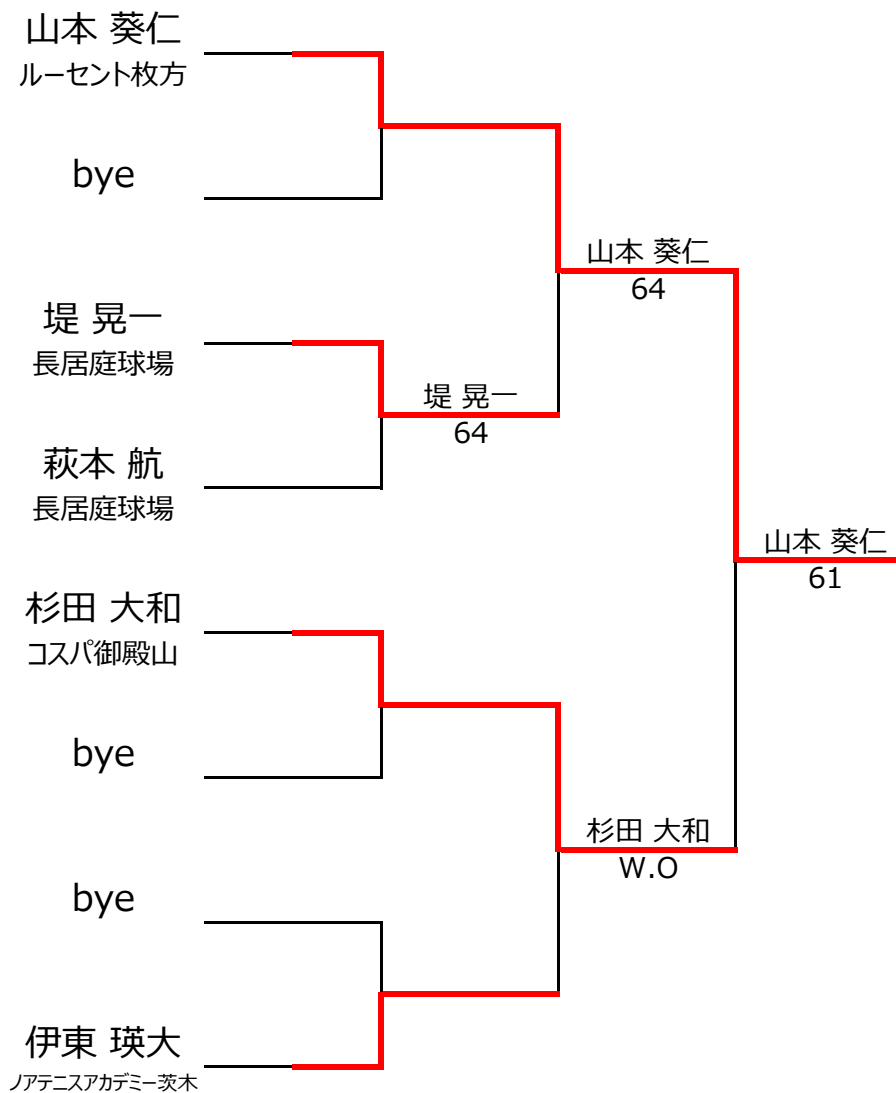 山本 葵仁
ルーセント枚方
bye
山本 葵仁
64
堤 晃一
長居庭球場
堤 晃一
64
萩本 航
長居庭球場
山本 葵仁
61
杉田 大和
コスパ御殿山
bye
杉田 大和
W.O
bye
伊東 瑛大
ノアテニスアカデミー茨木